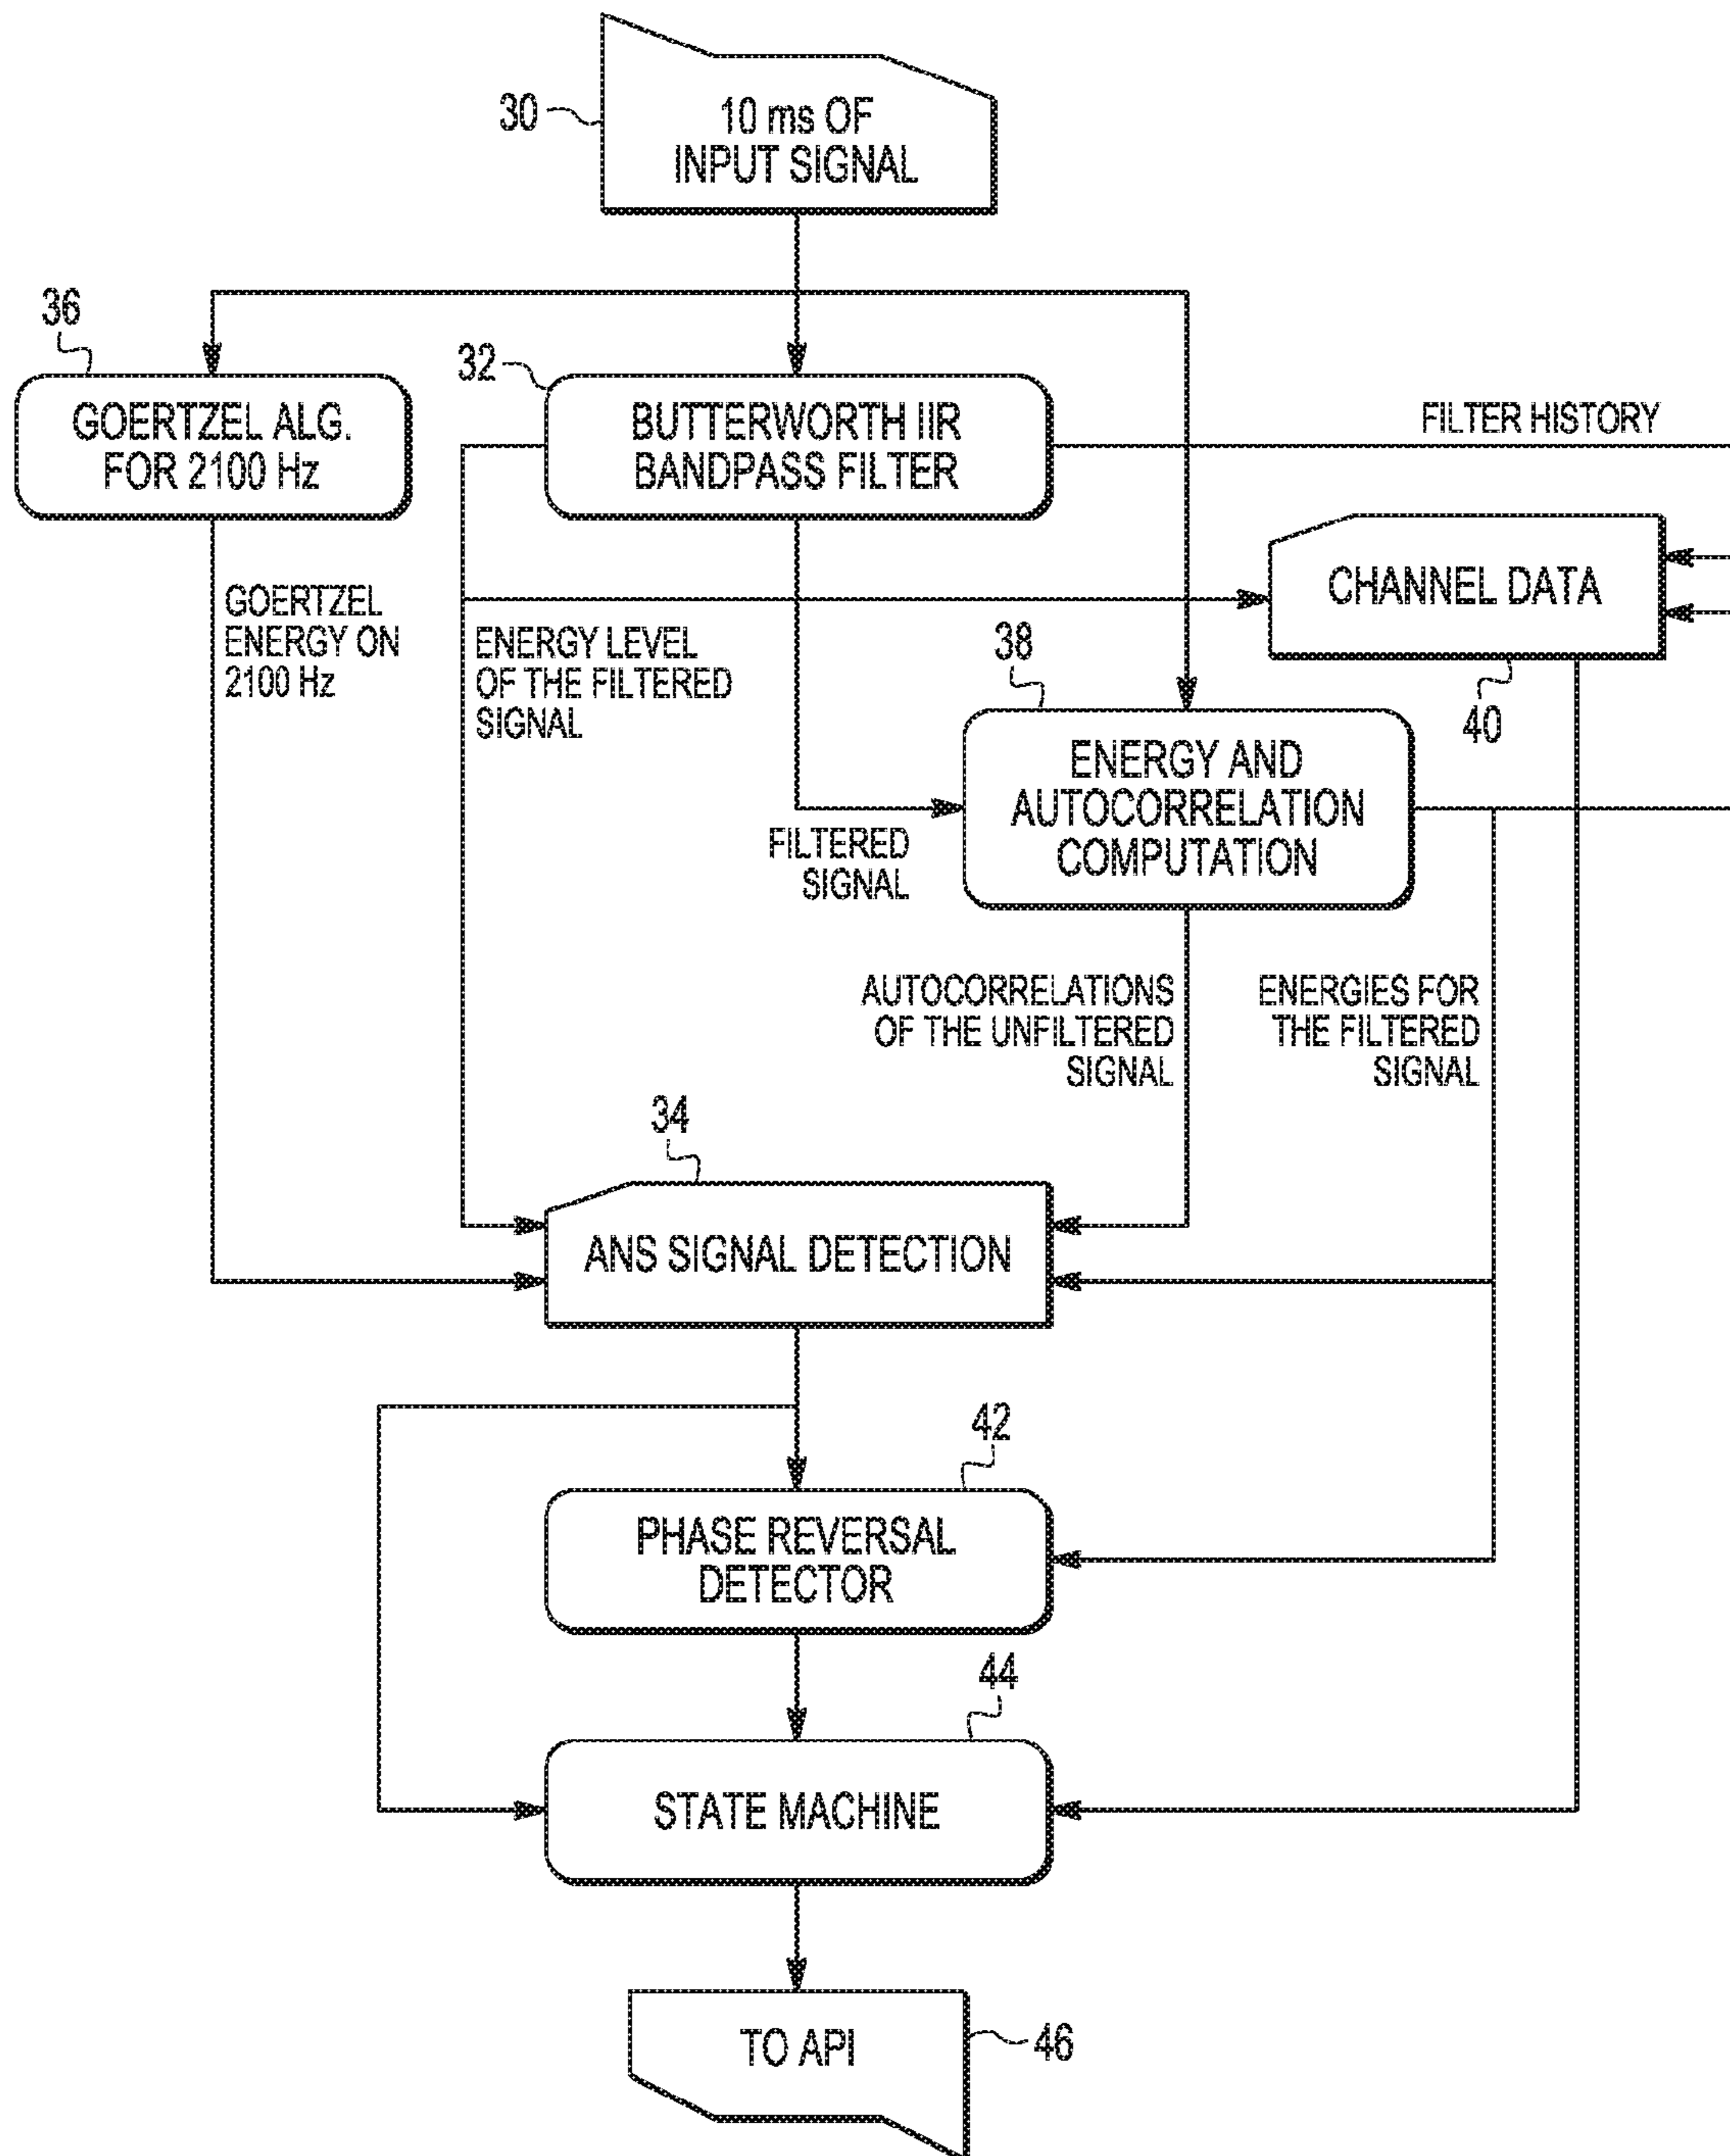 30
10 ms OF
INPUT SIGNAL
36
GOERTZEL ALG.
FOR 2100 Hz
32
BUTTERWORTH IIR
BANDPASS FILTER
FILTER HISTORY
CHANNEL DATA
40
GOERTZEL
ENERGY ON
2100 Hz
ENERGY LEVEL
OF THE FILTERED
SIGNAL
38
ENERGY AND
AUTOCORRELATION
COMPUTATION
FILTERED
SIGNAL
AUTOCORRELATIONS
OF THE UNFILTERED
SIGNAL
ENERGIES FOR
THE FILTERED
SIGNAL
34
ANS SIGNAL DETECTION
42
PHASE REVERSAL
DETECTOR
44
STATE MACHINE
TO API
46